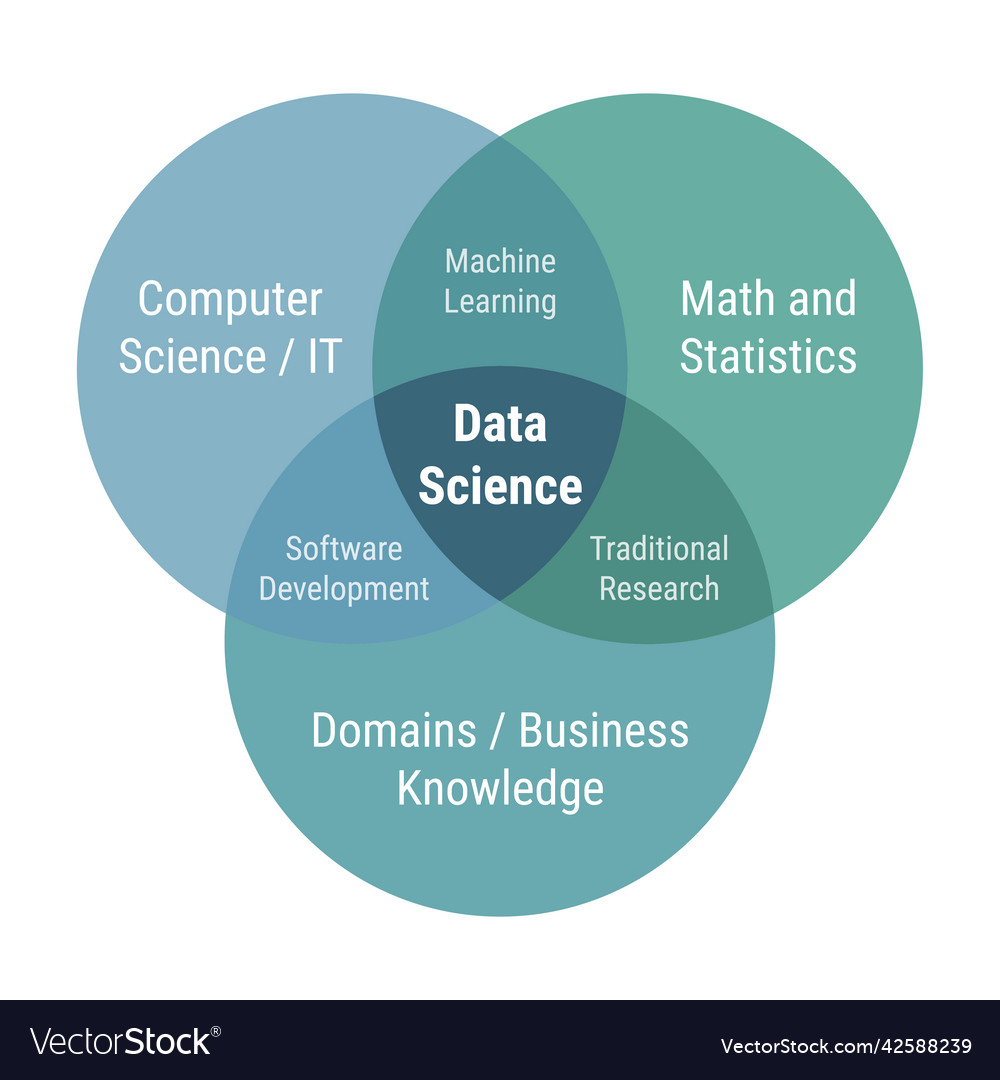 Machine
Learning
Computer
Science / IT
Math and
Statistics
Data
Science
Software
Development
Traditional
Research
Domains / Business
Knowledge
VectorStock®
VectorStock.com/42588239